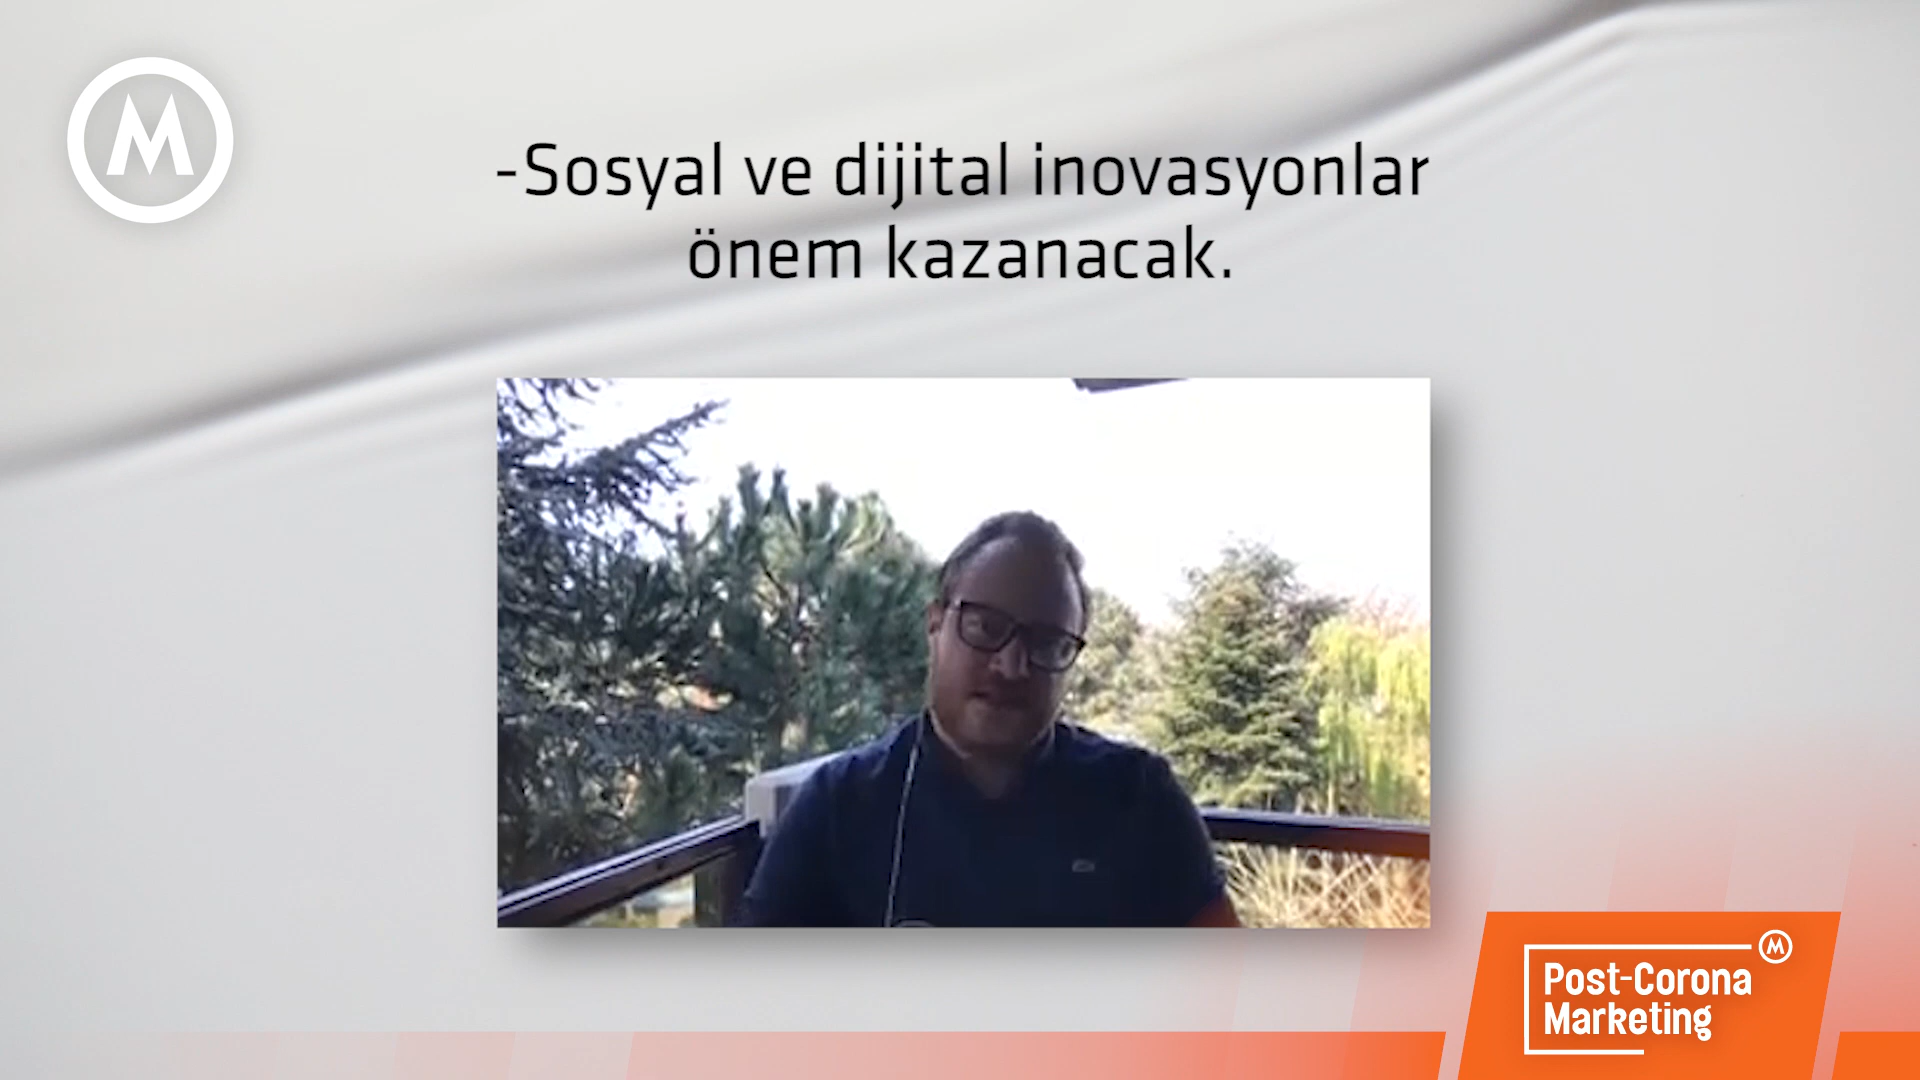 M
-Sosyal ve dijital inovasyonlar
önem kazanacak.
M
Post-Corona
Marketing